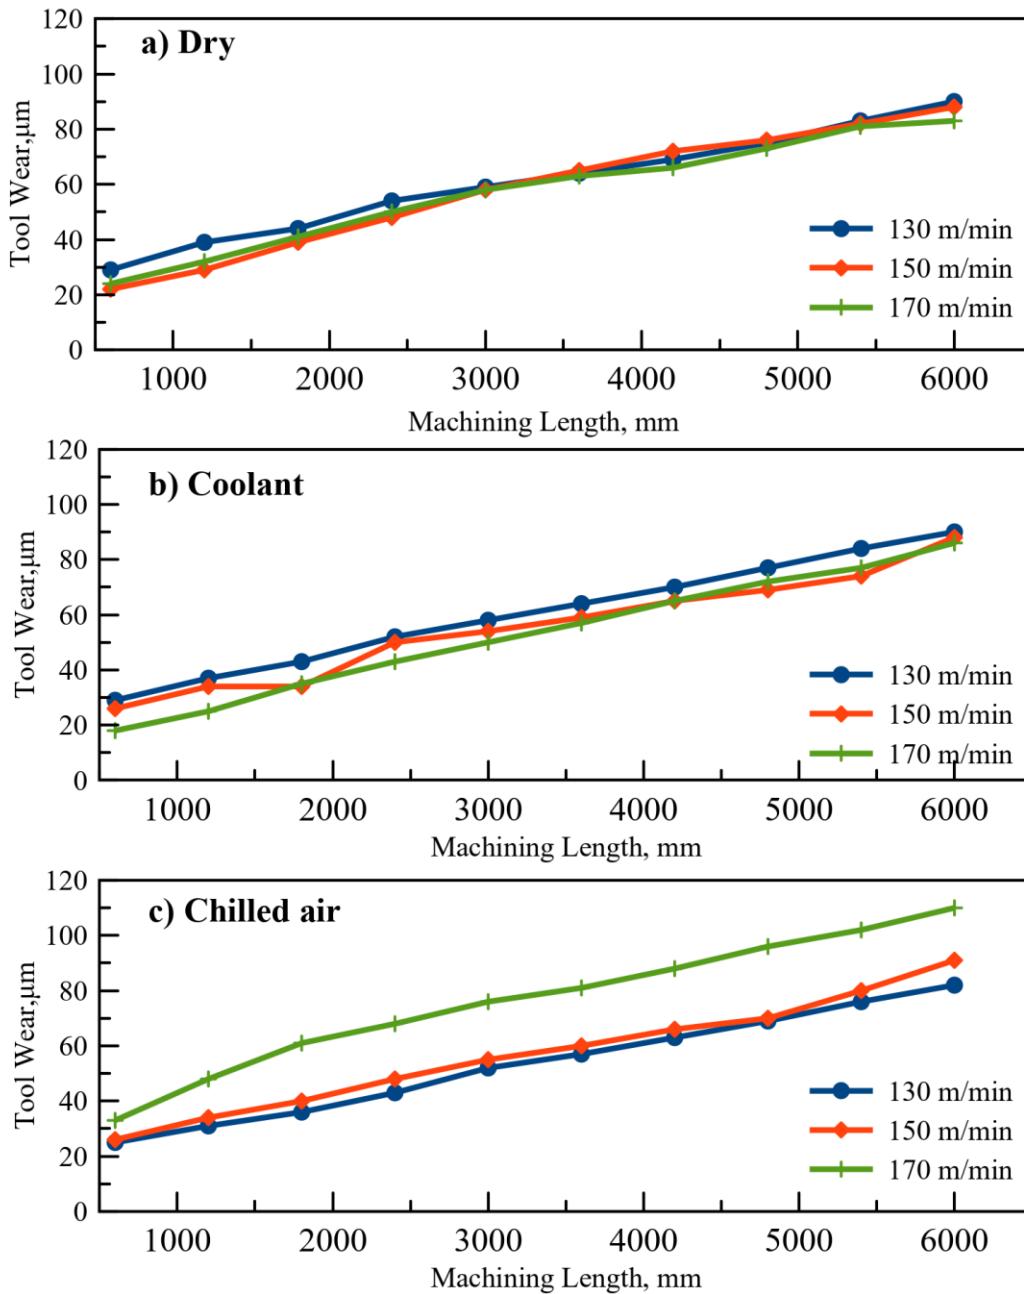 a) Dry
Tool Wear,µm
120
100
80
60
40
20
0
130 m/min
150 m/min
170 m/min
1000 2000 3000 4000 5000 6000
Machining Length, mm
b) Coolant
Tool Wear,µm
120
100
80
60
40
20
0
130 m/min
150 m/min
170 m/min
1000 2000 3000 4000 5000 6000
Machining Length, mm
c) Chilled air
Tool Wear,µm
120
100
80
60
40
20
0
130 m/min
150 m/min
170 m/min
1000 2000 3000 4000 5000 6000
Machining Length, mm